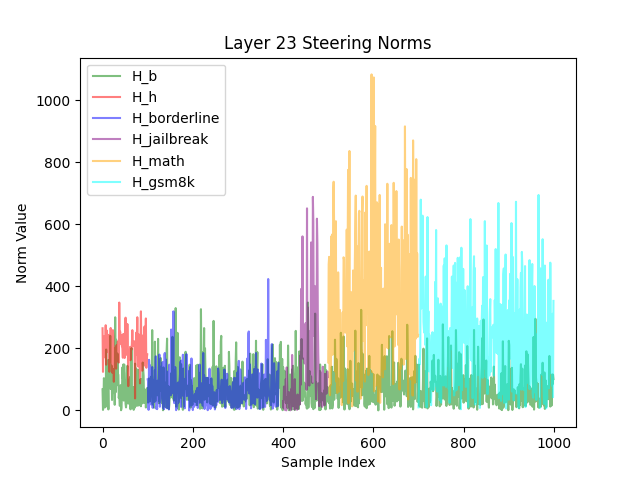 Layer 23 Steering Norms
H_b
H_h
H_borderline
H_jailbreak
H_math
H_gsm8k
Norm Value
1000
800
600
400
200
0
0
200
400
600
800
1000
Sample Index